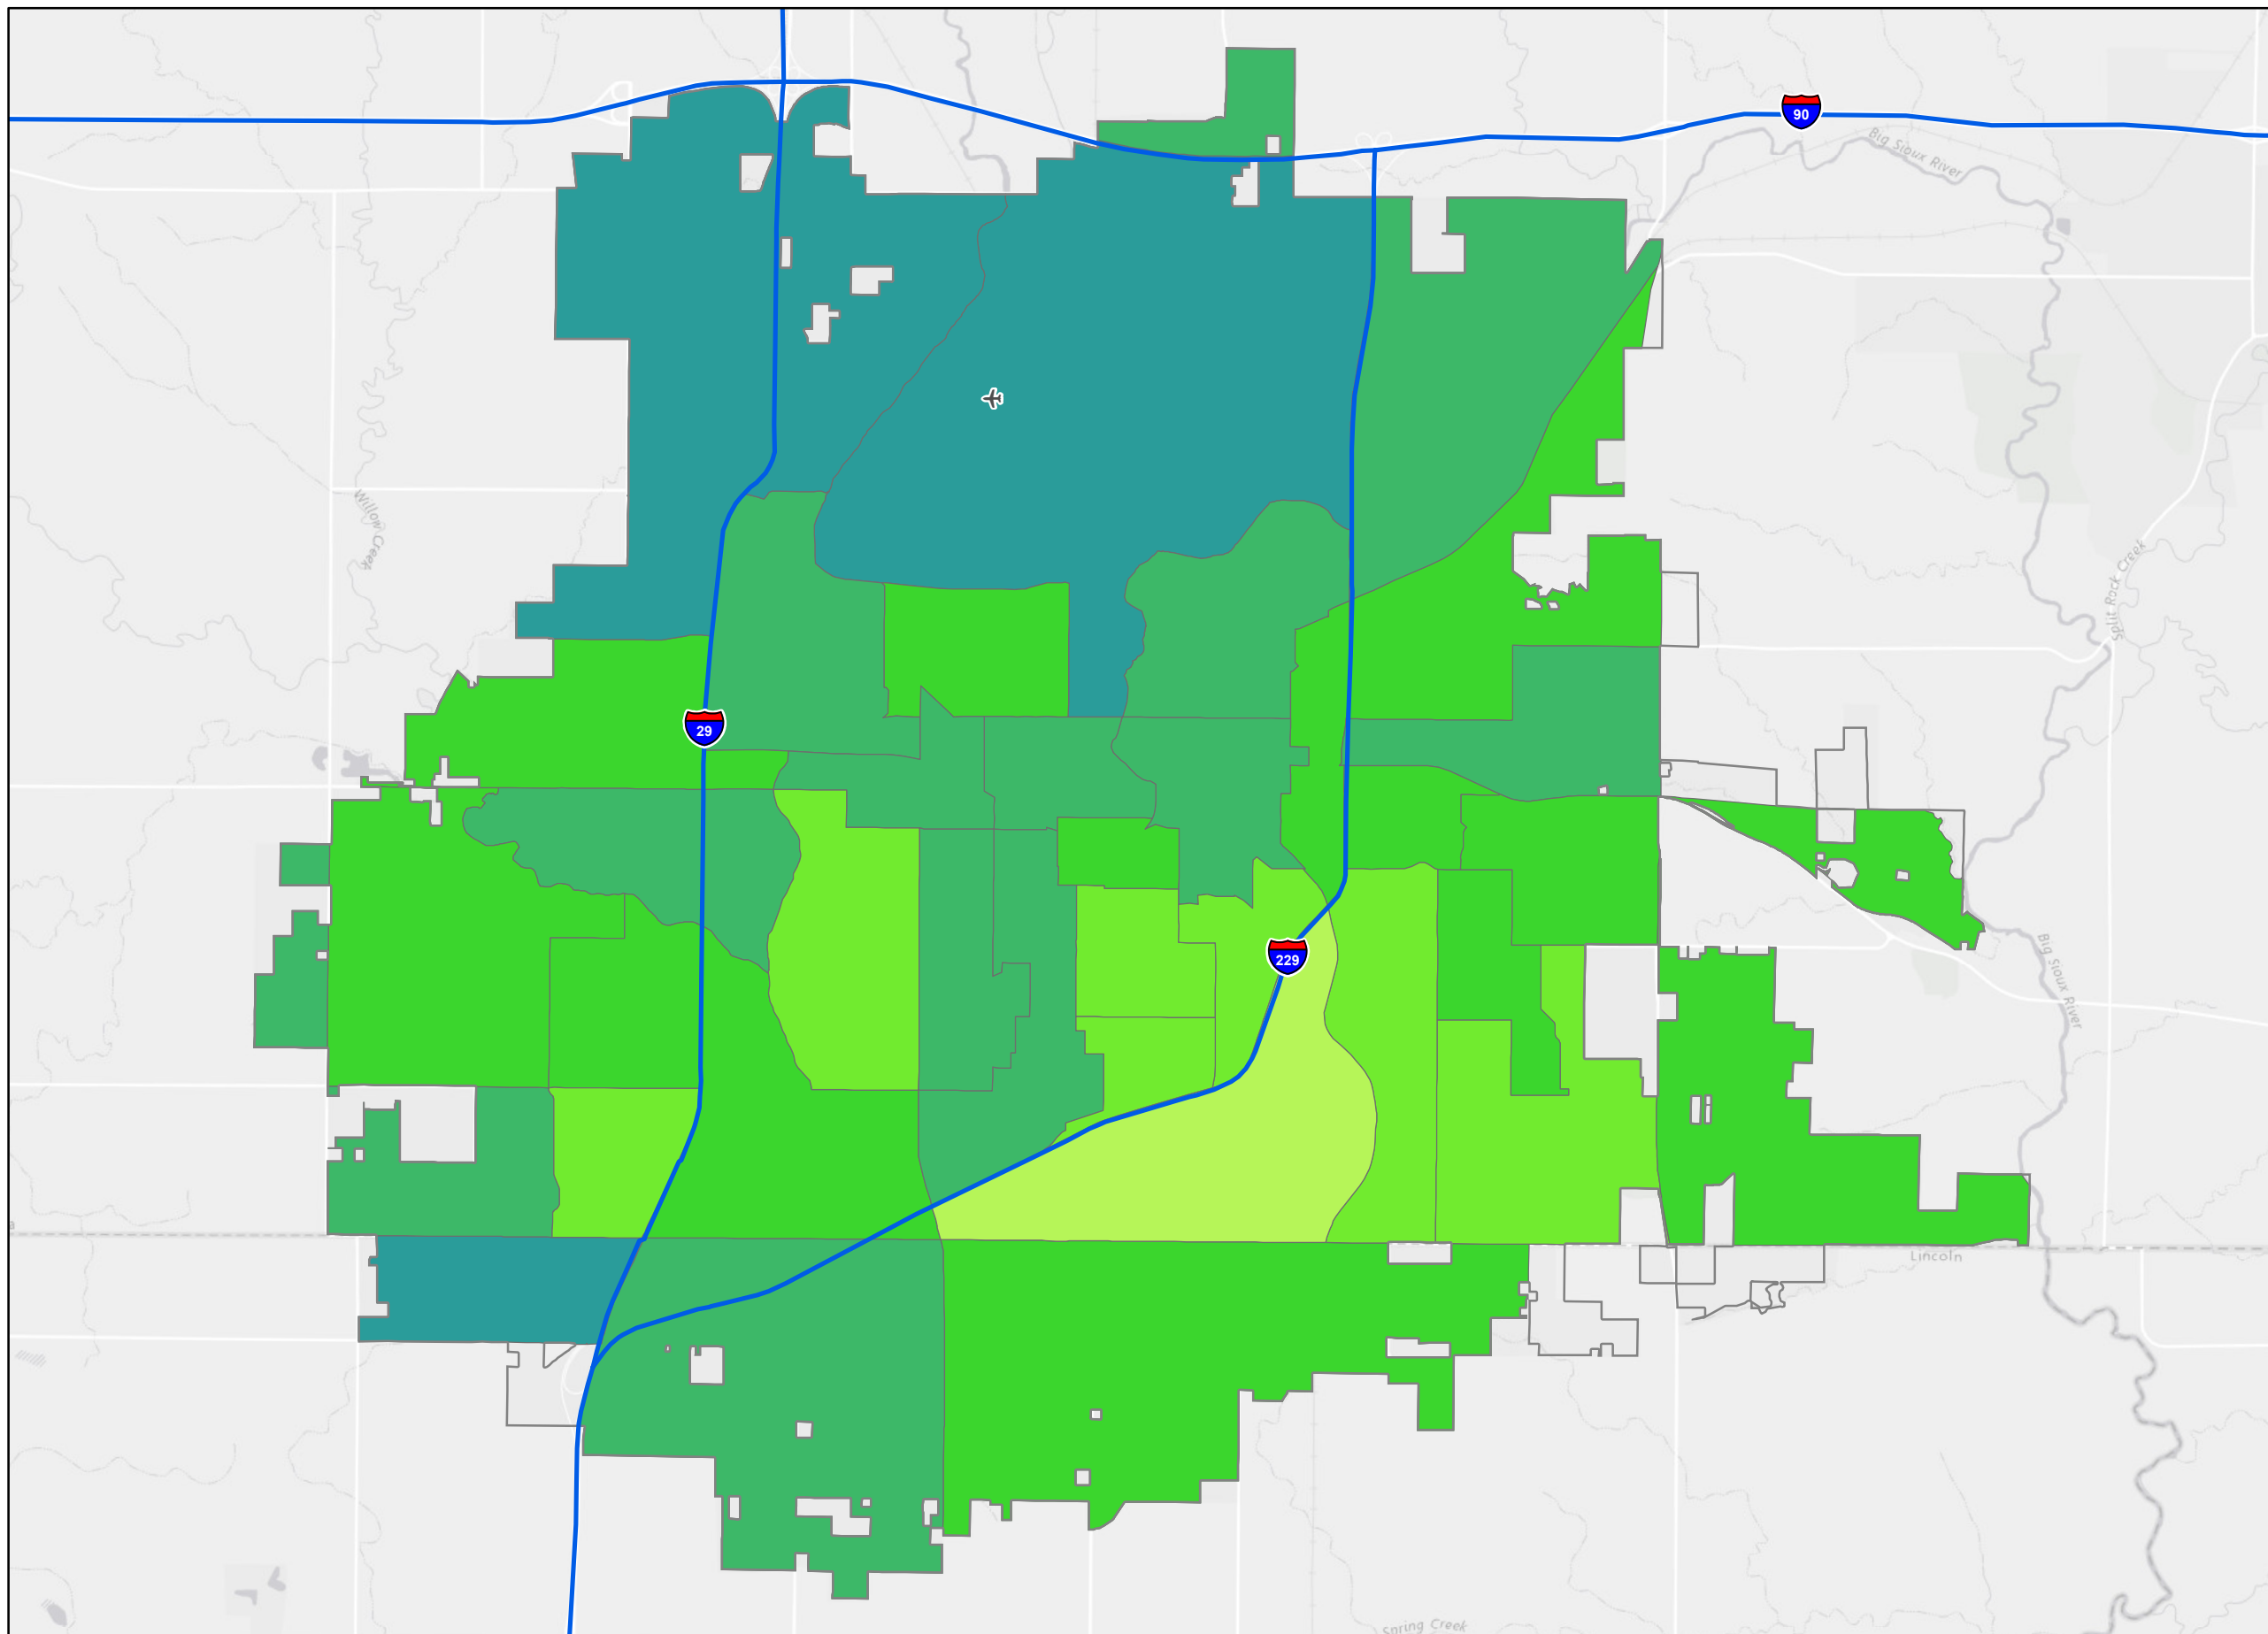 90
Big Sioux River
Willow Creek
Split Rock Creek
29
229
Big Sioux River
Lincoln
Spring Creek